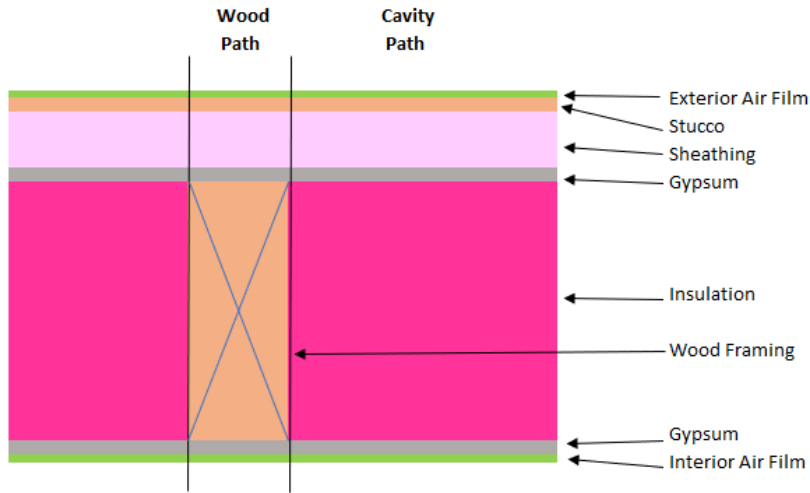 Wood
Path
Cavity
Path
Exterior Air Film
Stucco
Sheathing
Gypsum
Insulation
Wood Framing
Gypsum
Interior Air Film